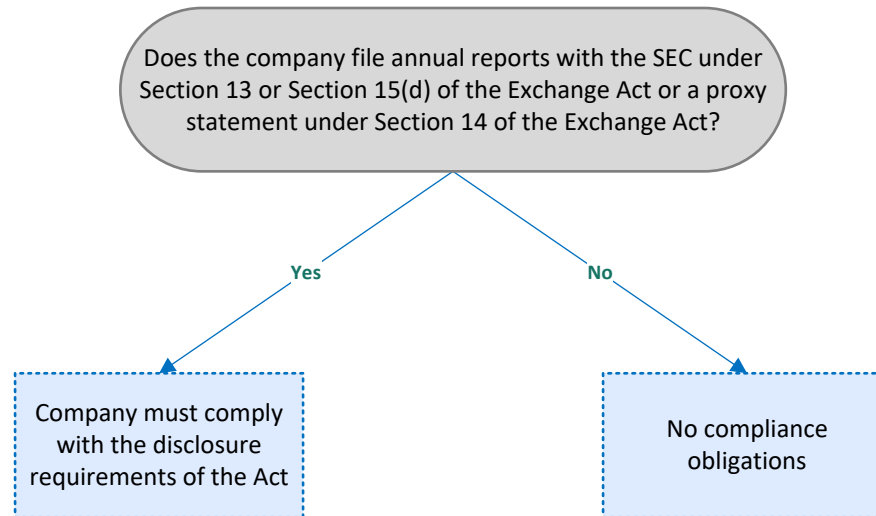 Does the company file annual reports with the SEC under
Section 13 or Section 15(d) of the Exchange Act or a proxy
statement under Section 14 of the Exchange Act?
Yes
No
Company must comply
with the disclosure
requirements of the Act
No compliance
obligations